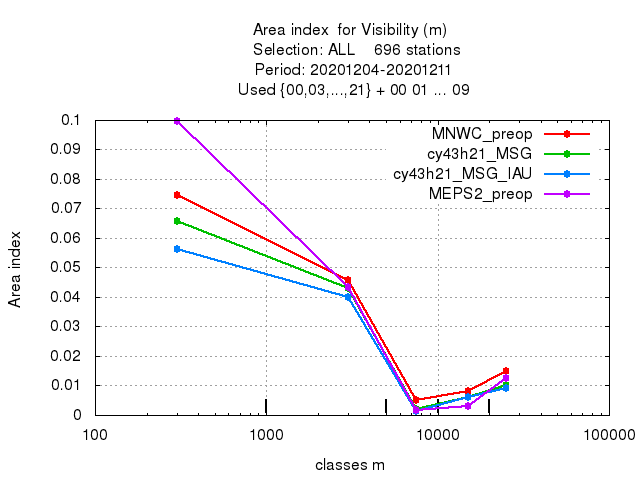 Area index  for Visibility (m)
Selection: ALL    696 stations
Period: 20201204-20201211
Used {00,03,...,21} + 00 01 ... 09
MNWC_preop
cy43h21_MSG
cy43h21_MSG_IAU
MEPS2_preop
0.1
0.09
0.08
0.07
0.06
0.05
0.04
0.03
0.02
0.01
0
Area index
100 1000 10000 100000
classes m